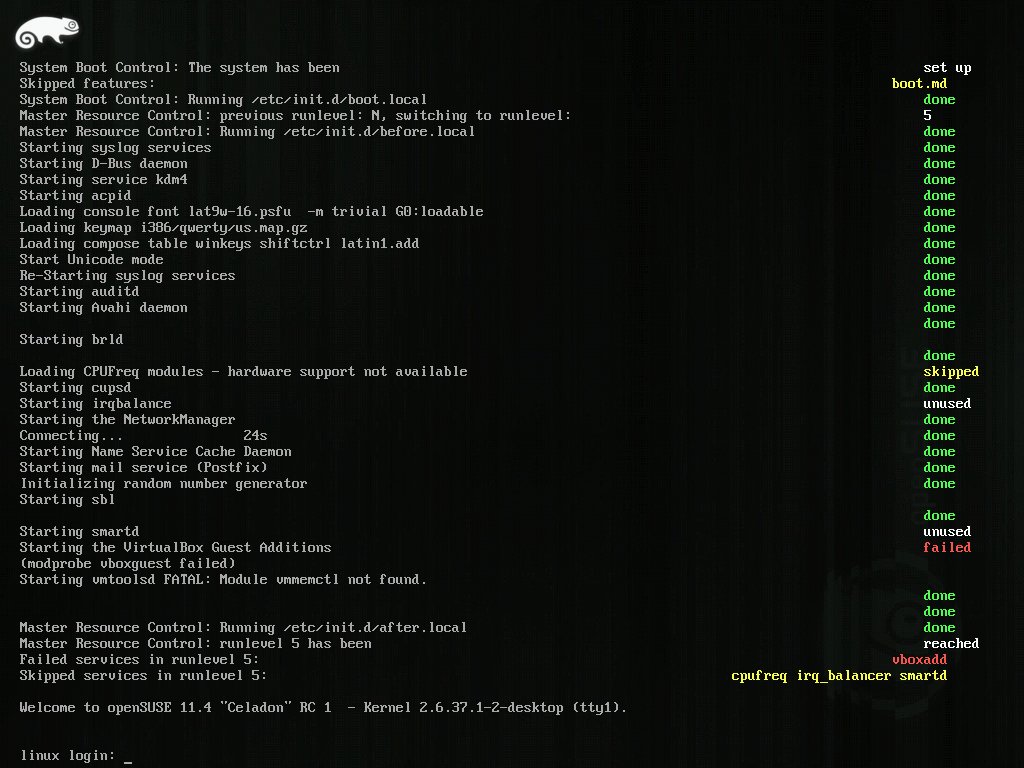 System Boot Control: The system has been set up
Skipped features: boot.md
System Boot Control: Running /etc/init.d/boot.local done
Master Resource Control: previous runlevel: N, switching to runlevel: 5
Master Resource Control: Running /etc/init.d/before.local done
Starting syslog services done
Starting D-Bus daemon done
Starting service kdm4 done
Starting acpid done
Loading console font lat9w-16.psfu  -m trivial G0:loadable done
Loading keymap i386/qwerty/us.map.gz done
Loading compose table winkeys shiftctrl latin1.add done
Start Unicode mode done
Re-Starting syslog services done
Starting auditd done
Starting Avahi daemon done
done
Starting brld
done
Loading CPUFreq modules - hardware support not available skipped
Starting cupsd done
Starting irqbalance unused
Starting the NetworkManager done
Connecting... 24s done
Starting Name Service Cache Daemon done
Starting mail service (Postfix) done
Initializing random number generator done
Starting sbl
done
Starting smartd unused
Starting the VirtualBox Guest Additions failed
(modprobe vboxguest failed)
Starting vmtoolsd FATAL: Module vmmemctl not found.
done
done
Master Resource Control: Running /etc/init.d/after.local done
Master Resource Control: runlevel 5 has been reached
Failed services in runlevel 5: vboxadd
Skipped services in runlevel 5: cpufreq irq_balancer smartd
Welcome to openSUSE 11.4 "Celadon" RC 1  - Kernel 2.6.37.1-2-desktop (tty1).
linux login: _